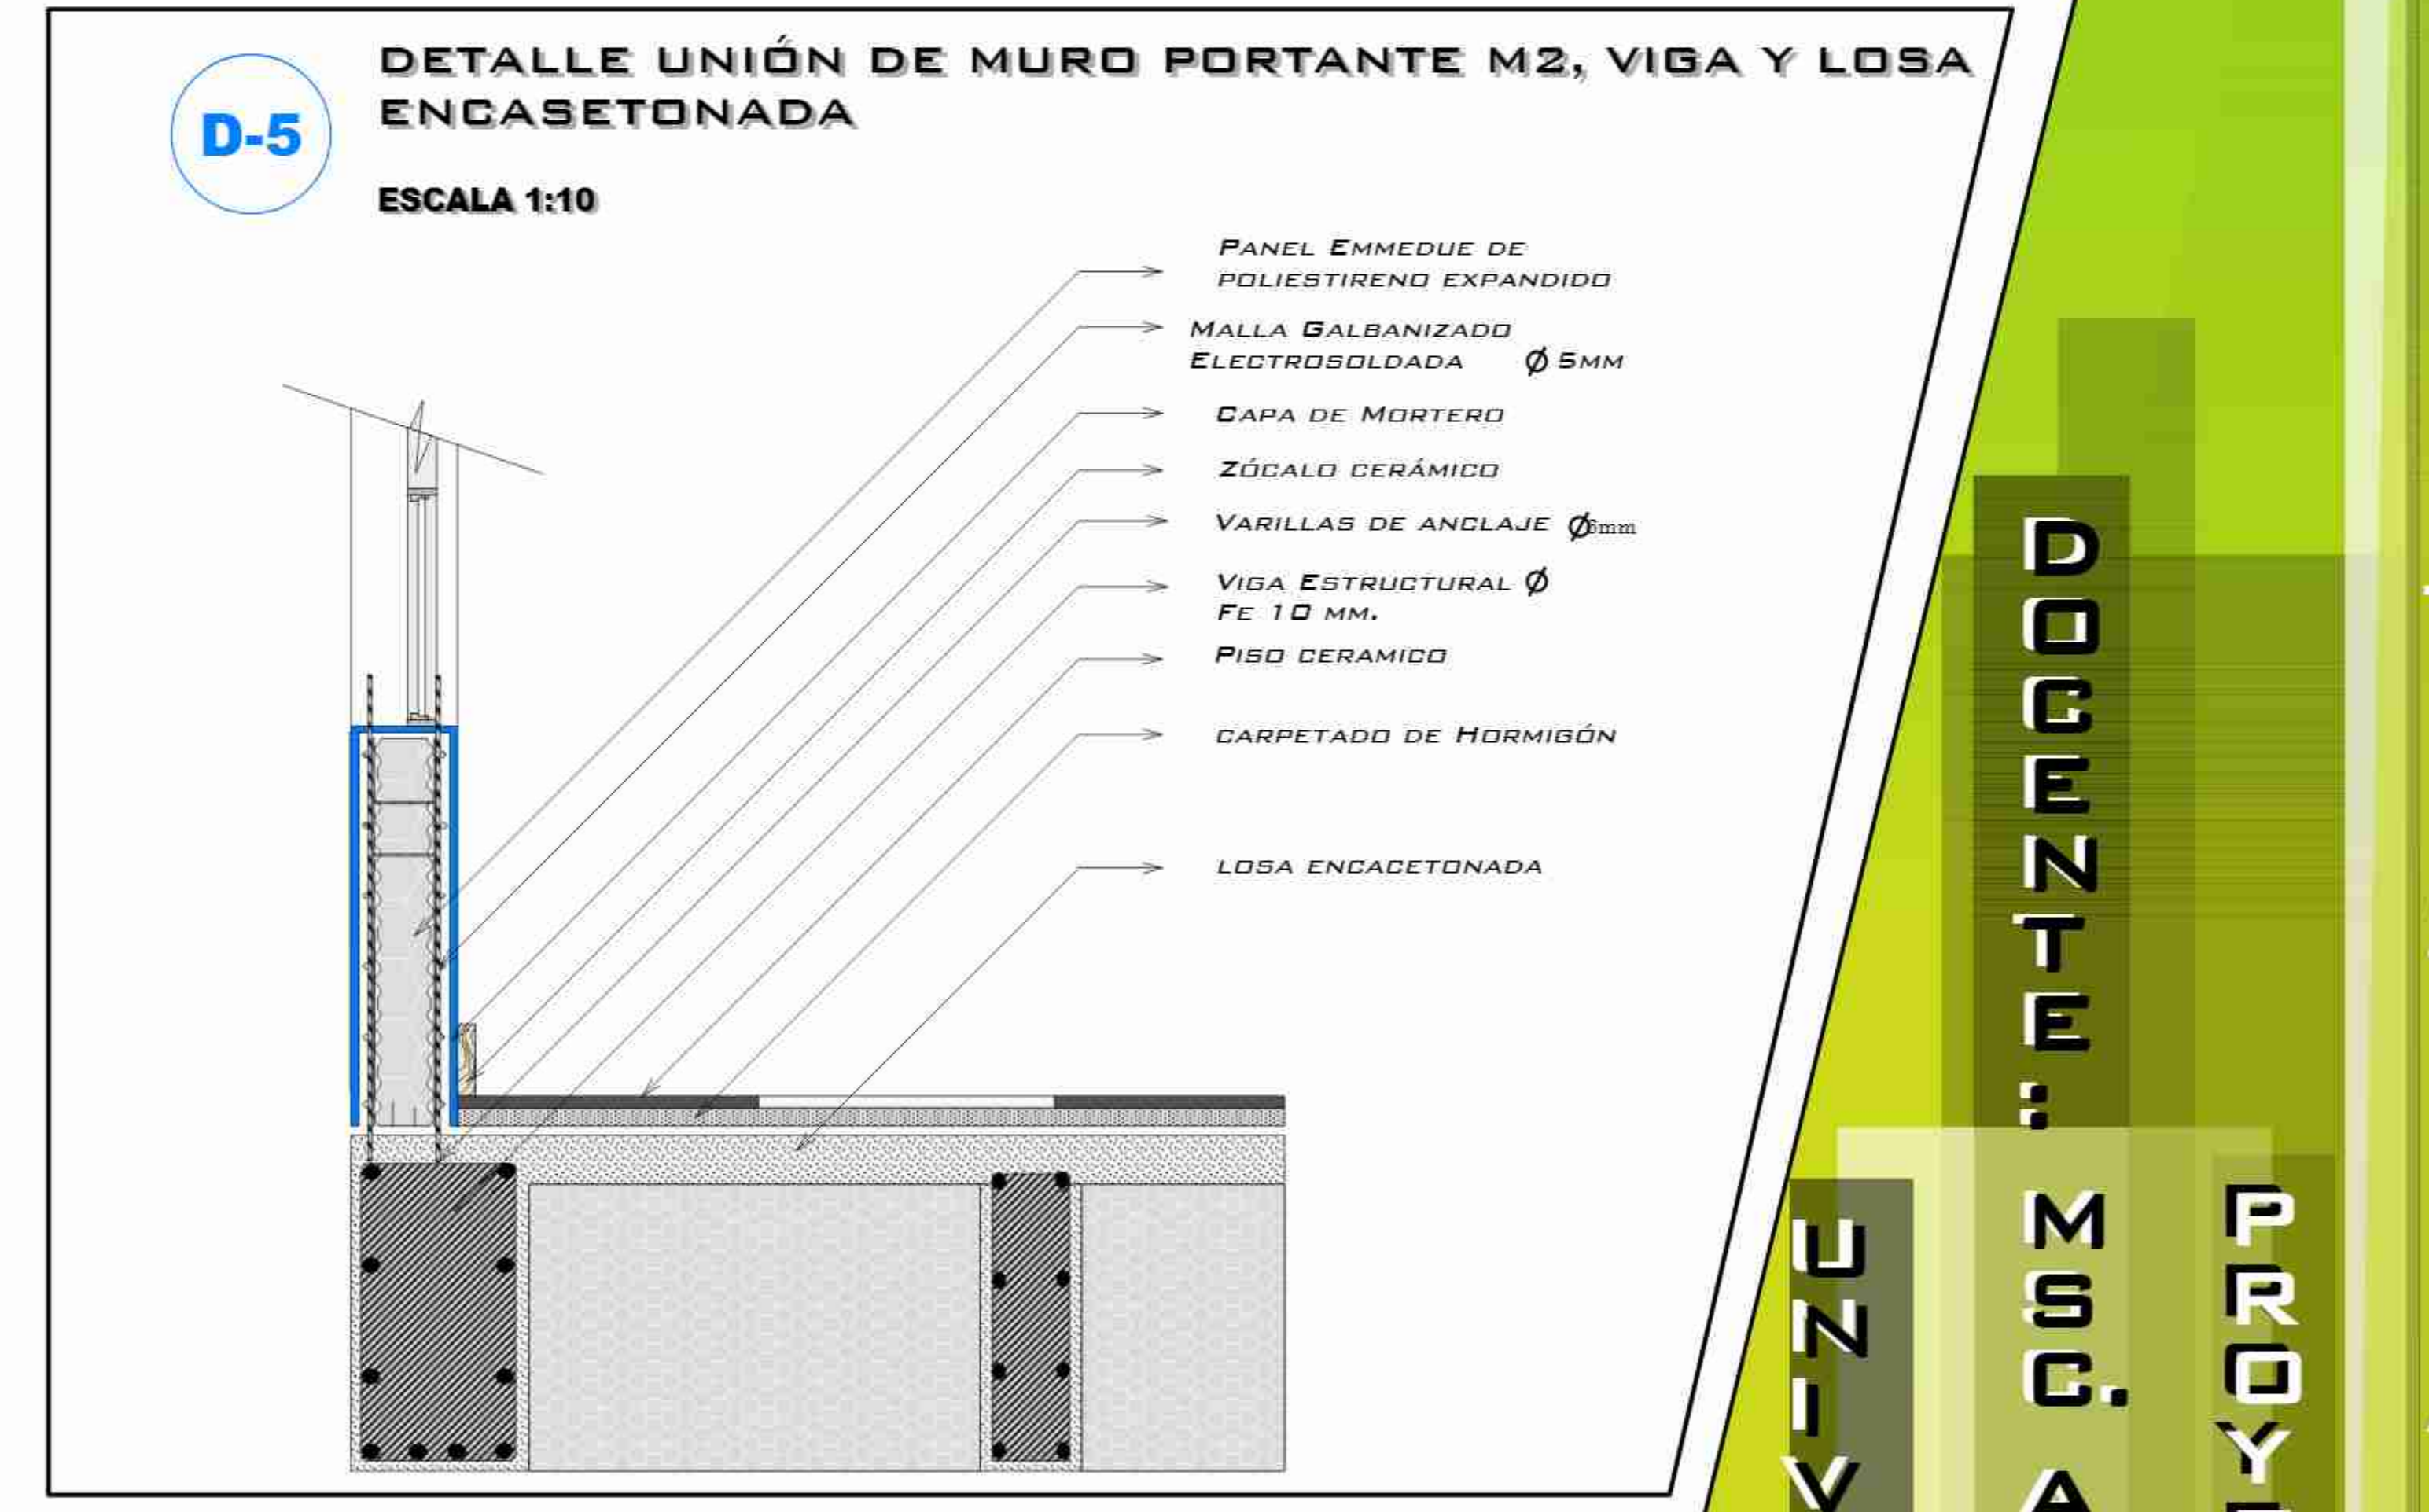 D-5
DETALLE UNIÓN DE MURO PORTANTE M2, VIGA Y LOSA
ENCASETONADA
ESCALA 1:10
PANEL EMMEDUE DE
POLIESTIRENO EXPANDIDO
MALLA GALBANIZADO
ELECTROSOLDADA Ø 5MM
CAPA DE MORTERO
ZÓCALO CERÁMICO
VARILLAS DE ANCLAJE Ø6mm
VIGA ESTRUCTURAL Ø
FE 10 MM.
PISO CERAMICO
CARPETADO DE HORMIGÓN
LOSA ENCACETONADA
UNIV
DOCENTE: MSC. A
PROYE